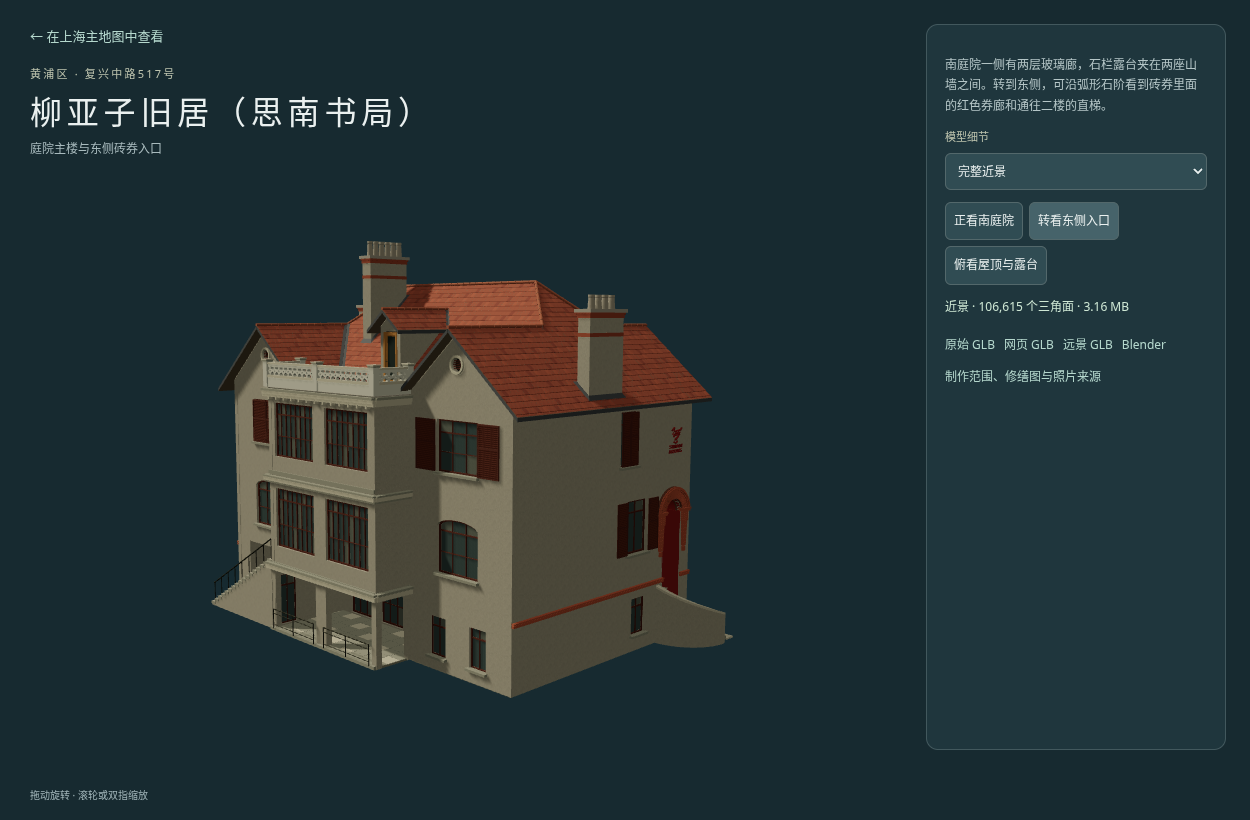 ← 在上海主地图中查看
黄浦区 · 复兴中路517号
柳亚子旧居（思南书局）
庭院主楼与东侧砖券入口
南庭院一侧有两层玻璃廊，石栏露台夹在两座山
墙之间。转到东侧，可沿弧形石阶看到砖券里面
的红色券廊和通往二楼的直梯。
模型细节
完整近景
正看南庭院 转看东侧入口
俯看屋顶与露台
近景 · 106,615 个三角面 · 3.16 MB
原始 GLB 网页 GLB 远景 GLB Blender
制作范围、修缮图与照片来源
拖动旋转 · 滚轮或双指缩放